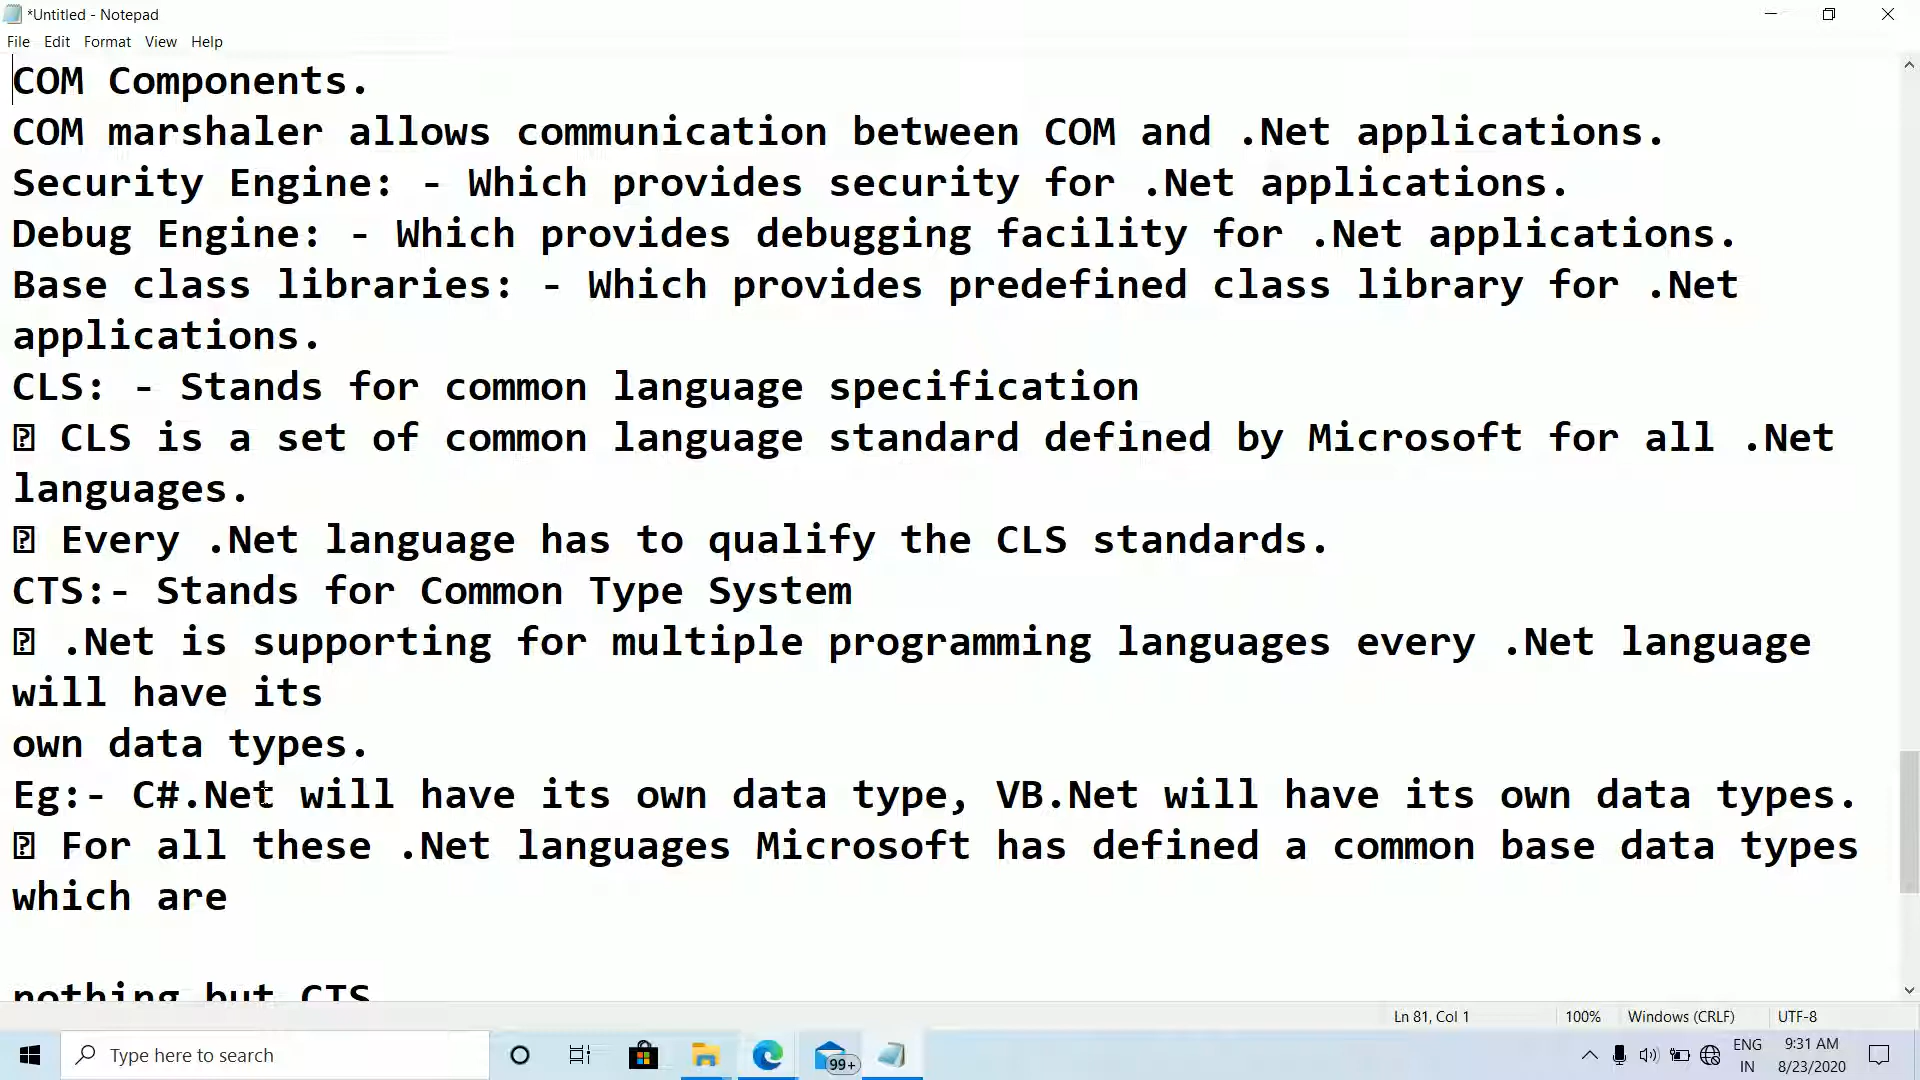 *Untitled - Notepad
File Edit Format View Help
COM Components.
COM marshaler allows communication between COM and .Net applications.
Security Engine: - Which provides security for .Net applications.
Debug Engine: - Which provides debugging facility for .Net applications.
Base class libraries: - Which provides predefined class library for .Net
applications.
CLS: - Stands for common language specification
⍰ CLS is a set of common language standard defined by Microsoft for all .Net
languages.
⍰ Every .Net language has to qualify the CLS standards.
CTS:- Stands for Common Type System
⍰ .Net is supporting for multiple programming languages every .Net language
will have its
own data types.
Eg:- C#.Net will have its own data type, VB.Net will have its own data types.
⍰ For all these .Net languages Microsoft has defined a common base data types
which are
nothing but CTS
Ln 81, Col 1 100% Windows (CRLF) UTF-8
Type here to search
99+
ENG
IN
9:31 AM
8/23/2020